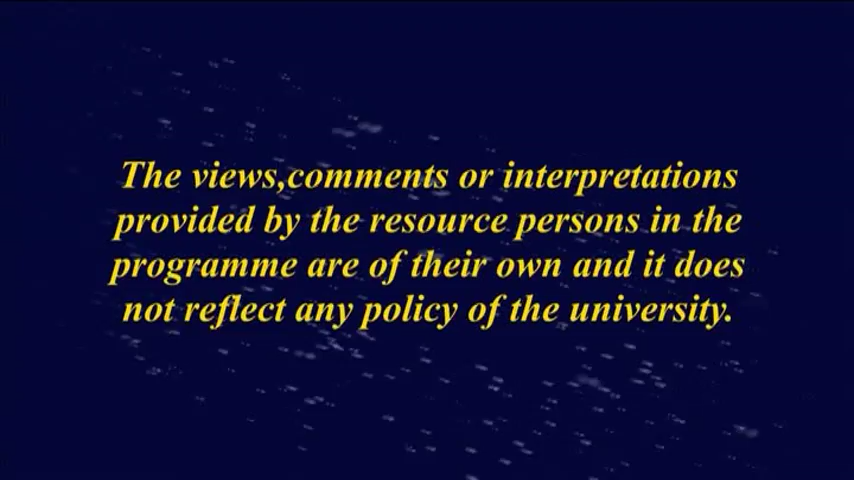 The views,comments or interpretations
provided by the resource persons in the
programme are of their own and it does
not reflect any policy of the university.